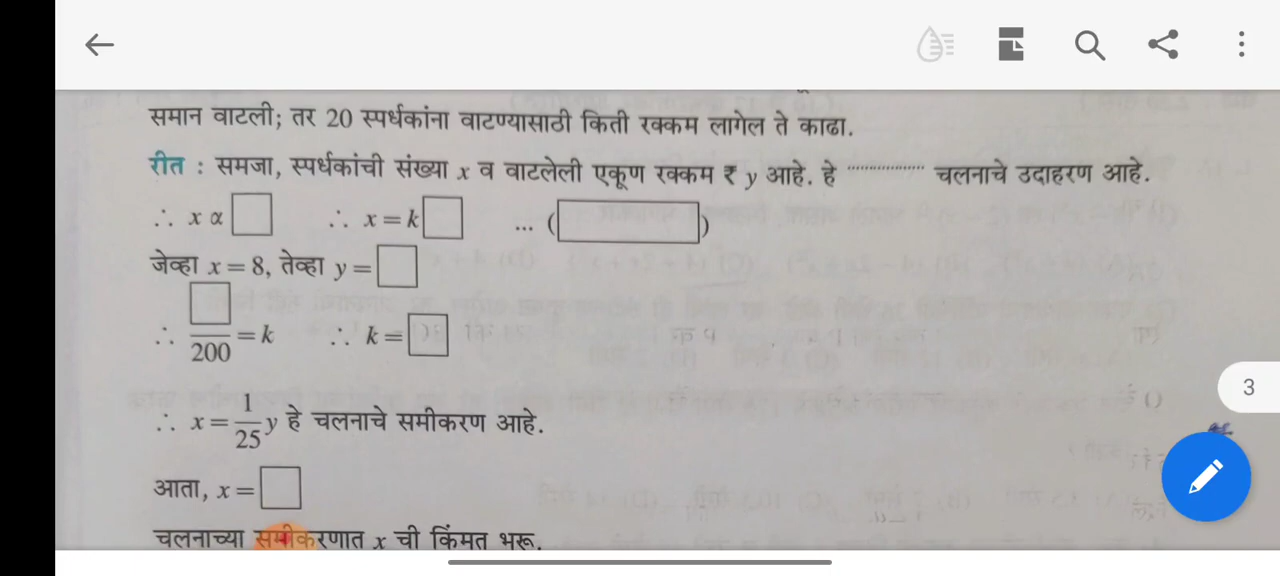 समान वाटली; तर 20 स्पर्धकांना वाटण्यासाठी किती रक्कम लागेल ते काढा.
रीत : समजा, स्पर्धकांची संख्या x व वाटलेली एकूण रक्कम ₹ y आहे. हे ............ चलनाचे उदाहरण आहे.
∴ x α □ ∴ x = k □ ... (□)
जेव्हा x = 8, तेव्हा y = □
∴ □/200 = k ∴ k = □
∴ x = 1/25 y हे चलनाचे समीकरण आहे.
आता, x = □
चलनाच्या समीकरणात x ची किंमत भरू.
3